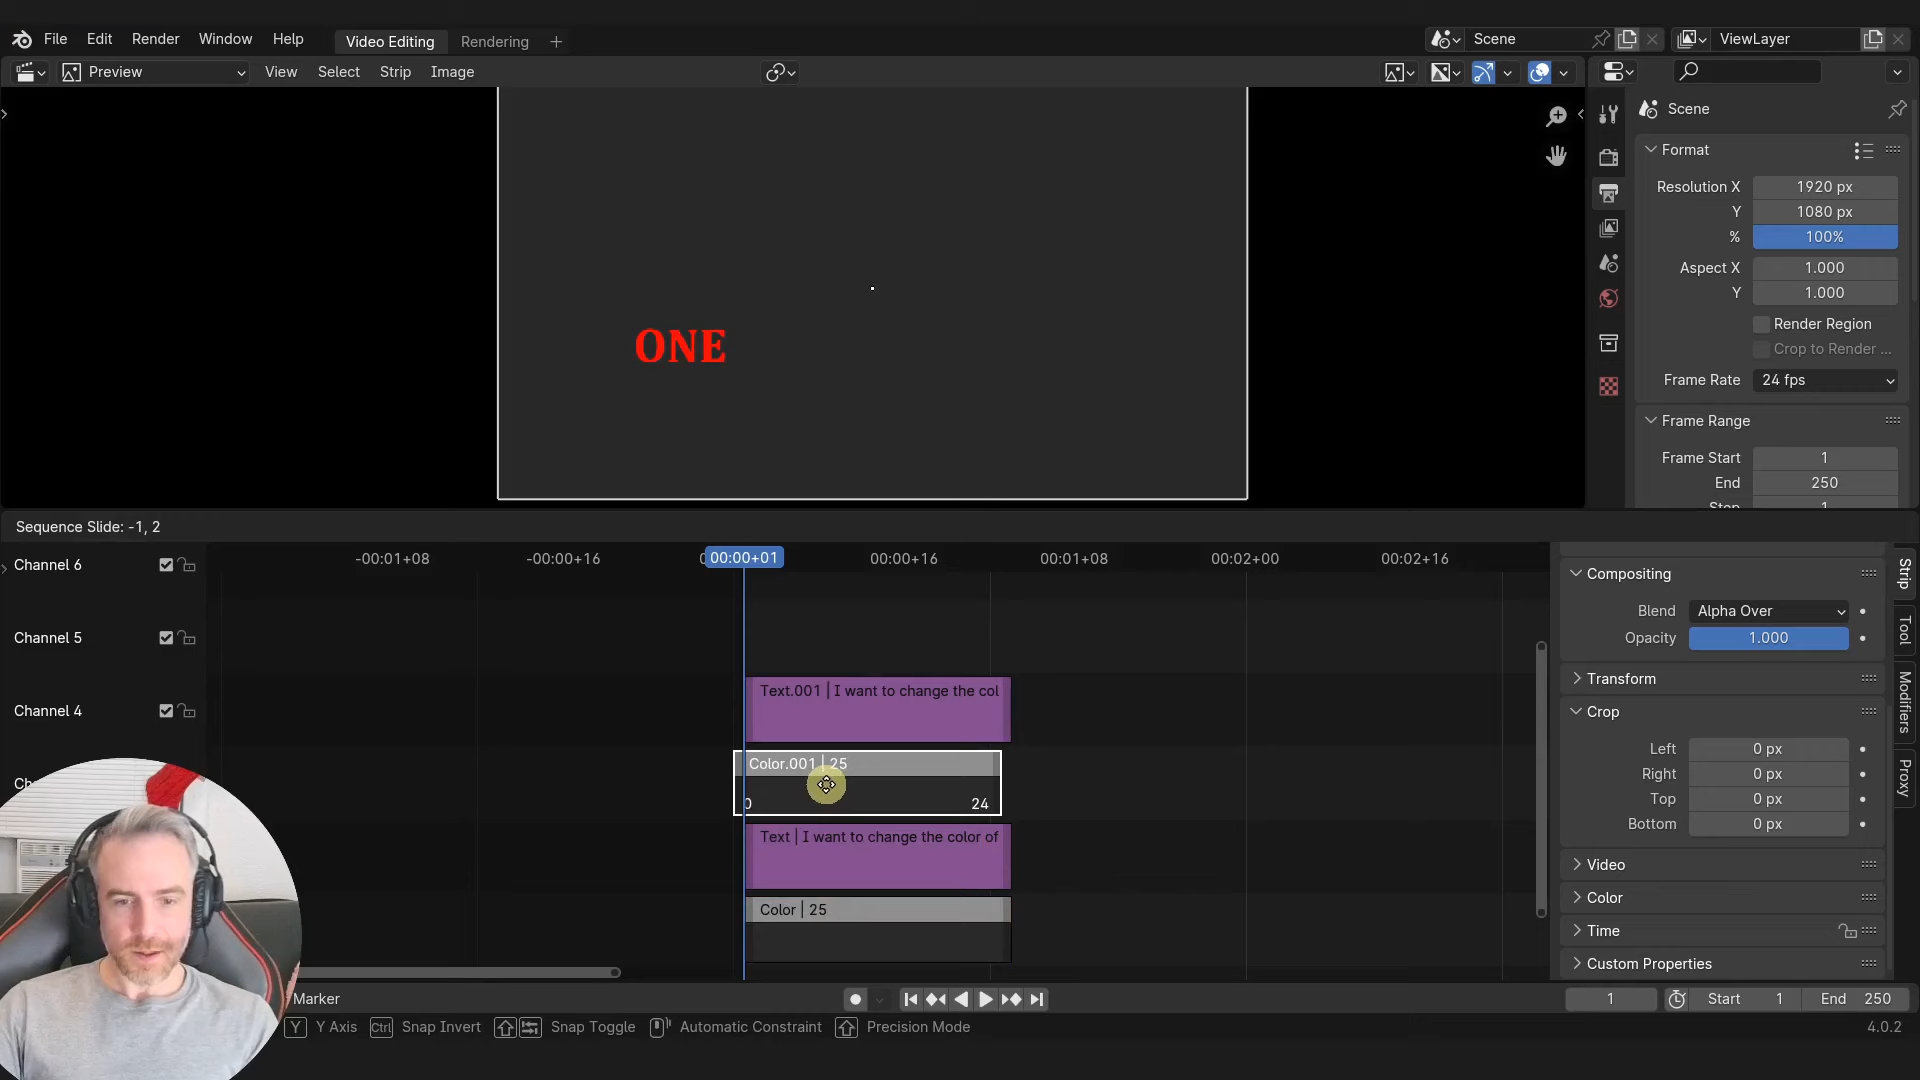 File Edit Render Window Help Video Editing Rendering Scene ViewLayer
Preview View Select Strip Image
Scene
Format
Resolution X 1920 px
Y 1080 px
% 100%
Aspect X 1.000
Y 1.000
Render Region
Crop to Render ...
Frame Rate 24 fps
Frame Range
Frame Start 1
End 250
ONE
Sequence Slide: -1, 2
-00:01+08 -00:00+16 00:00+01 00:00+16 00:01+08 00:02+00 00:02+16
Channel 6
Channel 5
Channel 4
Text.001 | I want to change the col
Color.001 | 25
0 24
Text | I want to change the color of
Color | 25
Compositing
Blend Alpha Over
Opacity 1.000
Transform
Crop
Left 0 px
Right 0 px
Top 0 px
Bottom 0 px
Video
Color
Time
Custom Properties
Strip
Tool
Modifiers
Proxy
Marker 1 Start 1 End 250
Y Y Axis Ctrl Snap Invert Snap Toggle Automatic Constraint Precision Mode 4.0.2